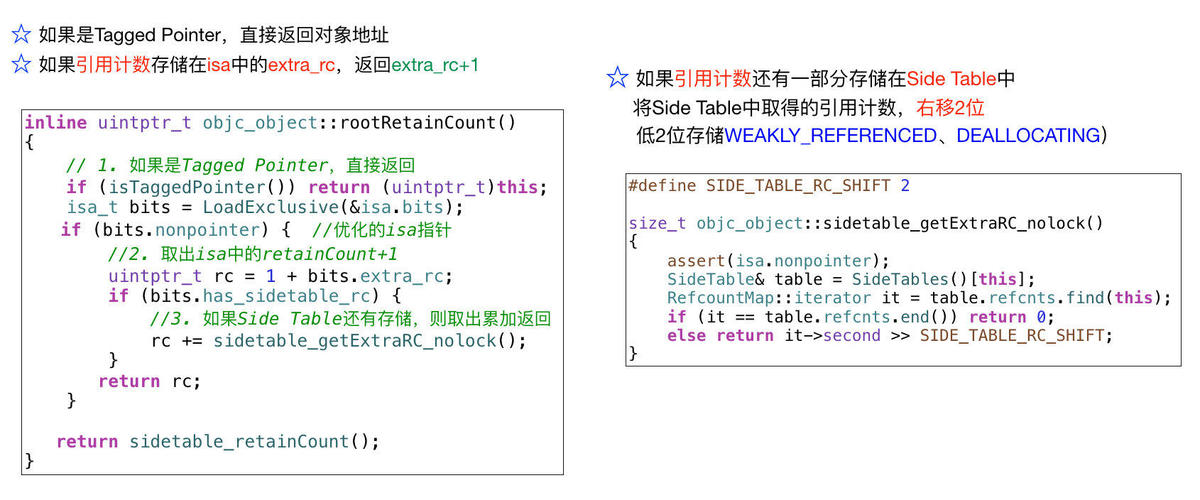 ☆ 如果是Tagged Pointer，直接返回对象地址
☆ 如果引用计数存储在isa中的extra_rc，返回extra_rc+1
inline uintptr_t objc_object::rootRetainCount()
{
    // 1. 如果是Tagged Pointer，直接返回
    if (isTaggedPointer()) return (uintptr_t)this;
    isa_t bits = LoadExclusive(&isa.bits);
    if (bits.nonpointer) {  //优化的isa指针
        //2. 取出isa中的retainCount+1
        uintptr_t rc = 1 + bits.extra_rc;
        if (bits.has_sidetable_rc) {
            //3. 如果Side Table还有存储，则取出累加返回
            rc += sidetable_getExtraRC_nolock();
        }
       return rc;
    }
   return sidetable_retainCount();
}
☆ 如果引用计数还有一部分存储在Side Table中
将Side Table中取得的引用计数，右移2位
低2位存储WEAKLY_REFERENCED、DEALLOCATING）
#define SIDE_TABLE_RC_SHIFT 2
size_t objc_object::sidetable_getExtraRC_nolock()
{
    assert(isa.nonpointer);
    SideTable& table = SideTables()[this];
    RefcountMap::iterator it = table.refcnts.find(this);
    if (it == table.refcnts.end()) return 0;
    else return it->second >> SIDE_TABLE_RC_SHIFT;
}